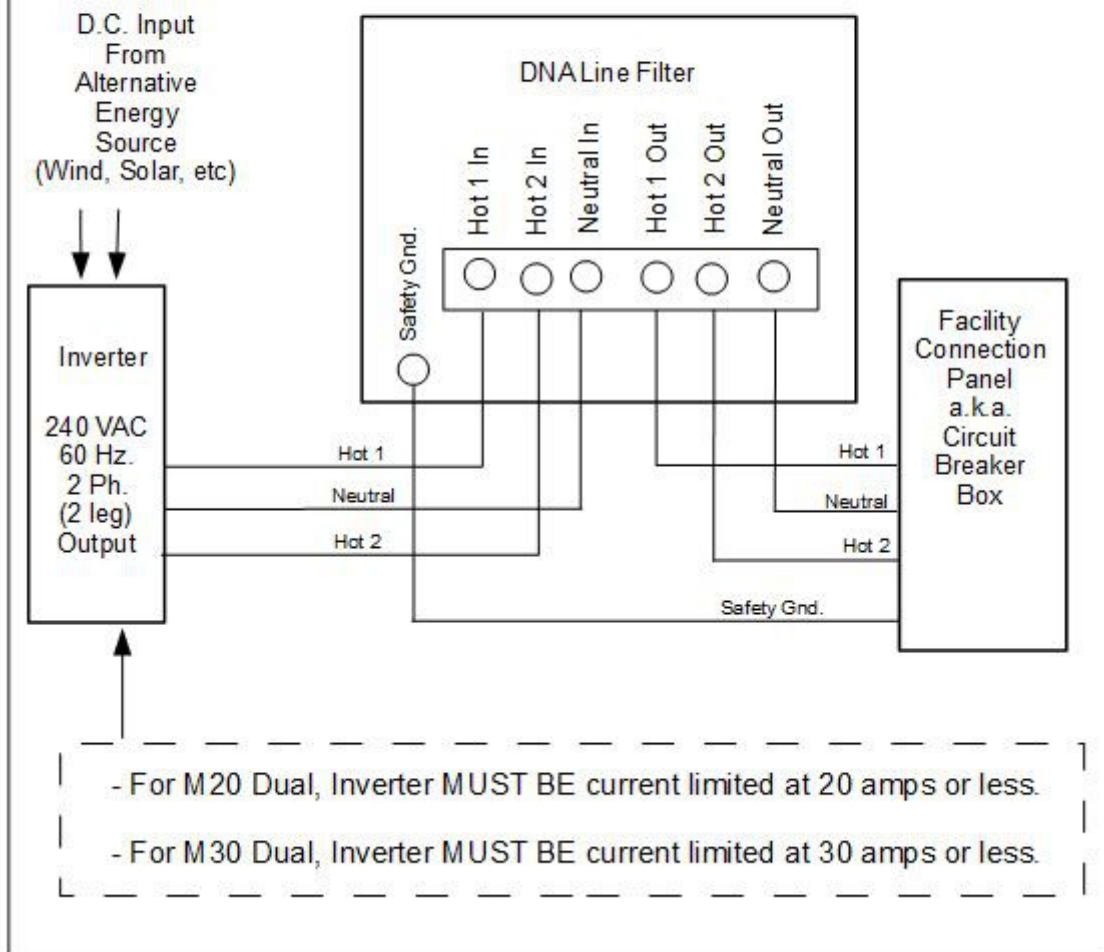 D.C. Input
From
Alternative
Energy
Source
(Wind, Solar, etc)
DNA Line Filter
Hot 1 In
Hot 2 In
Neutral In
Hot 1 Out
Hot 2 Out
Neutral Out
Safety Gnd.
Inverter
240 VAC
60 Hz.
2 Ph.
(2 leg)
Output
Hot 1
Neutral
Hot 2
Hot 1
Neutral
Hot 2
Safety Gnd.
Facility
Connection
Panel
a.k.a.
Circuit
Breaker
Box
- For M20 Dual, Inverter MUST BE current limited at 20 amps or less.
- For M30 Dual, Inverter MUST BE current limited at 30 amps or less.